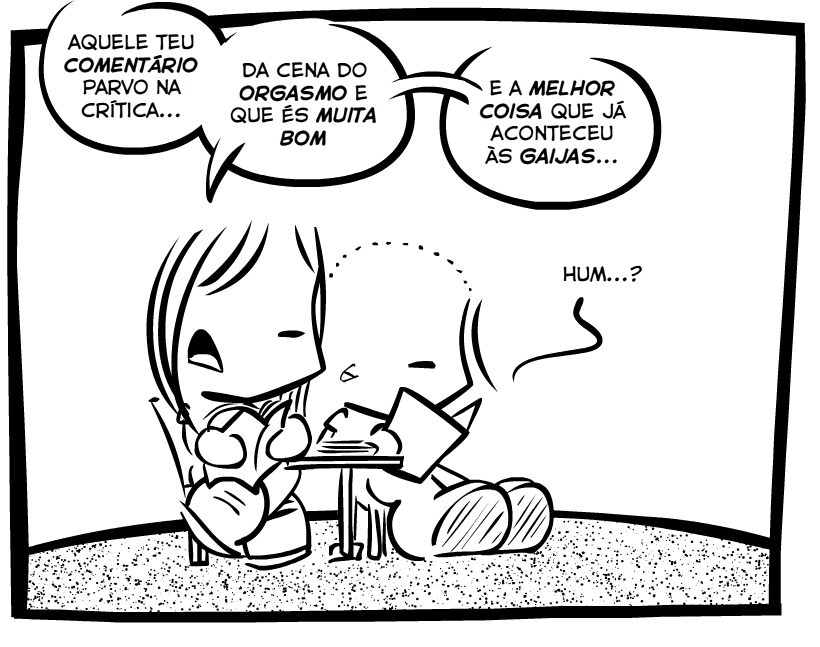 AQUELE TEU
COMENTÁRIO
PARVO NA
CRÍTICA...
DA CENA DO
ORGASMO E
QUE ÉS MUITA
BOM
E A MELHOR
COISA QUE JÁ
ACONTECEU
ÀS GAIJAS...
HUM...?